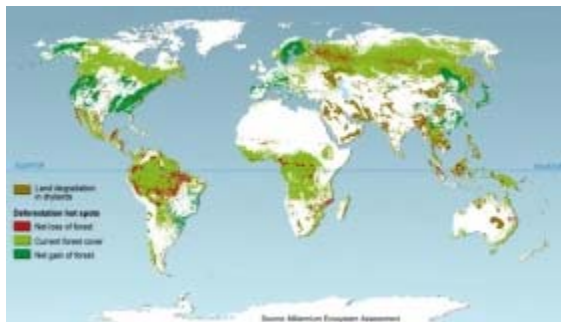 Equator
Land degradation
in drylands
Deforestation hot spots
Net loss of forest
Current forest cover
Net gain of forest
Source: Millennium Ecosystem Assessment